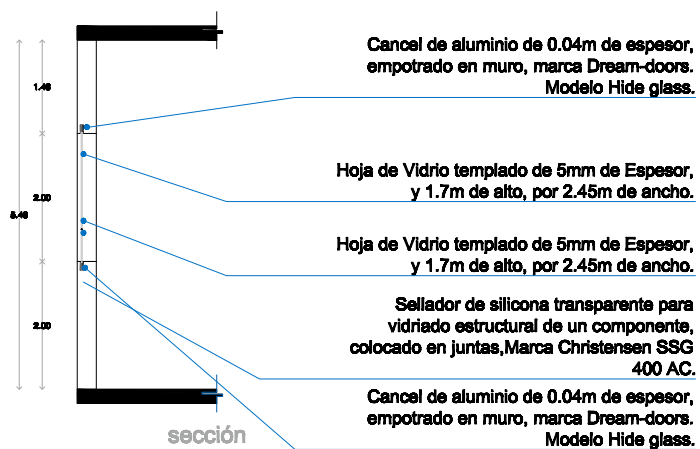 Cancel de aluminio de 0.04m de espesor,
empotrado en muro, marca Dream-doors.
Modelo Hide glass.
1.46
Hoja de Vidrio templado de 5mm de Espesor,
y 1.7m de alto, por 2.45m de ancho.
2.00
5.46
Hoja de Vidrio templado de 5mm de Espesor,
y 1.7m de alto, por 2.45m de ancho.
Sellador de silicona transparente para
vidriado estructural de un componente,
colocado en juntas,Marca Christensen SSG
400 AC.
2.00
Cancel de aluminio de 0.04m de espesor,
empotrado en muro, marca Dream-doors.
Modelo Hide glass.
sección